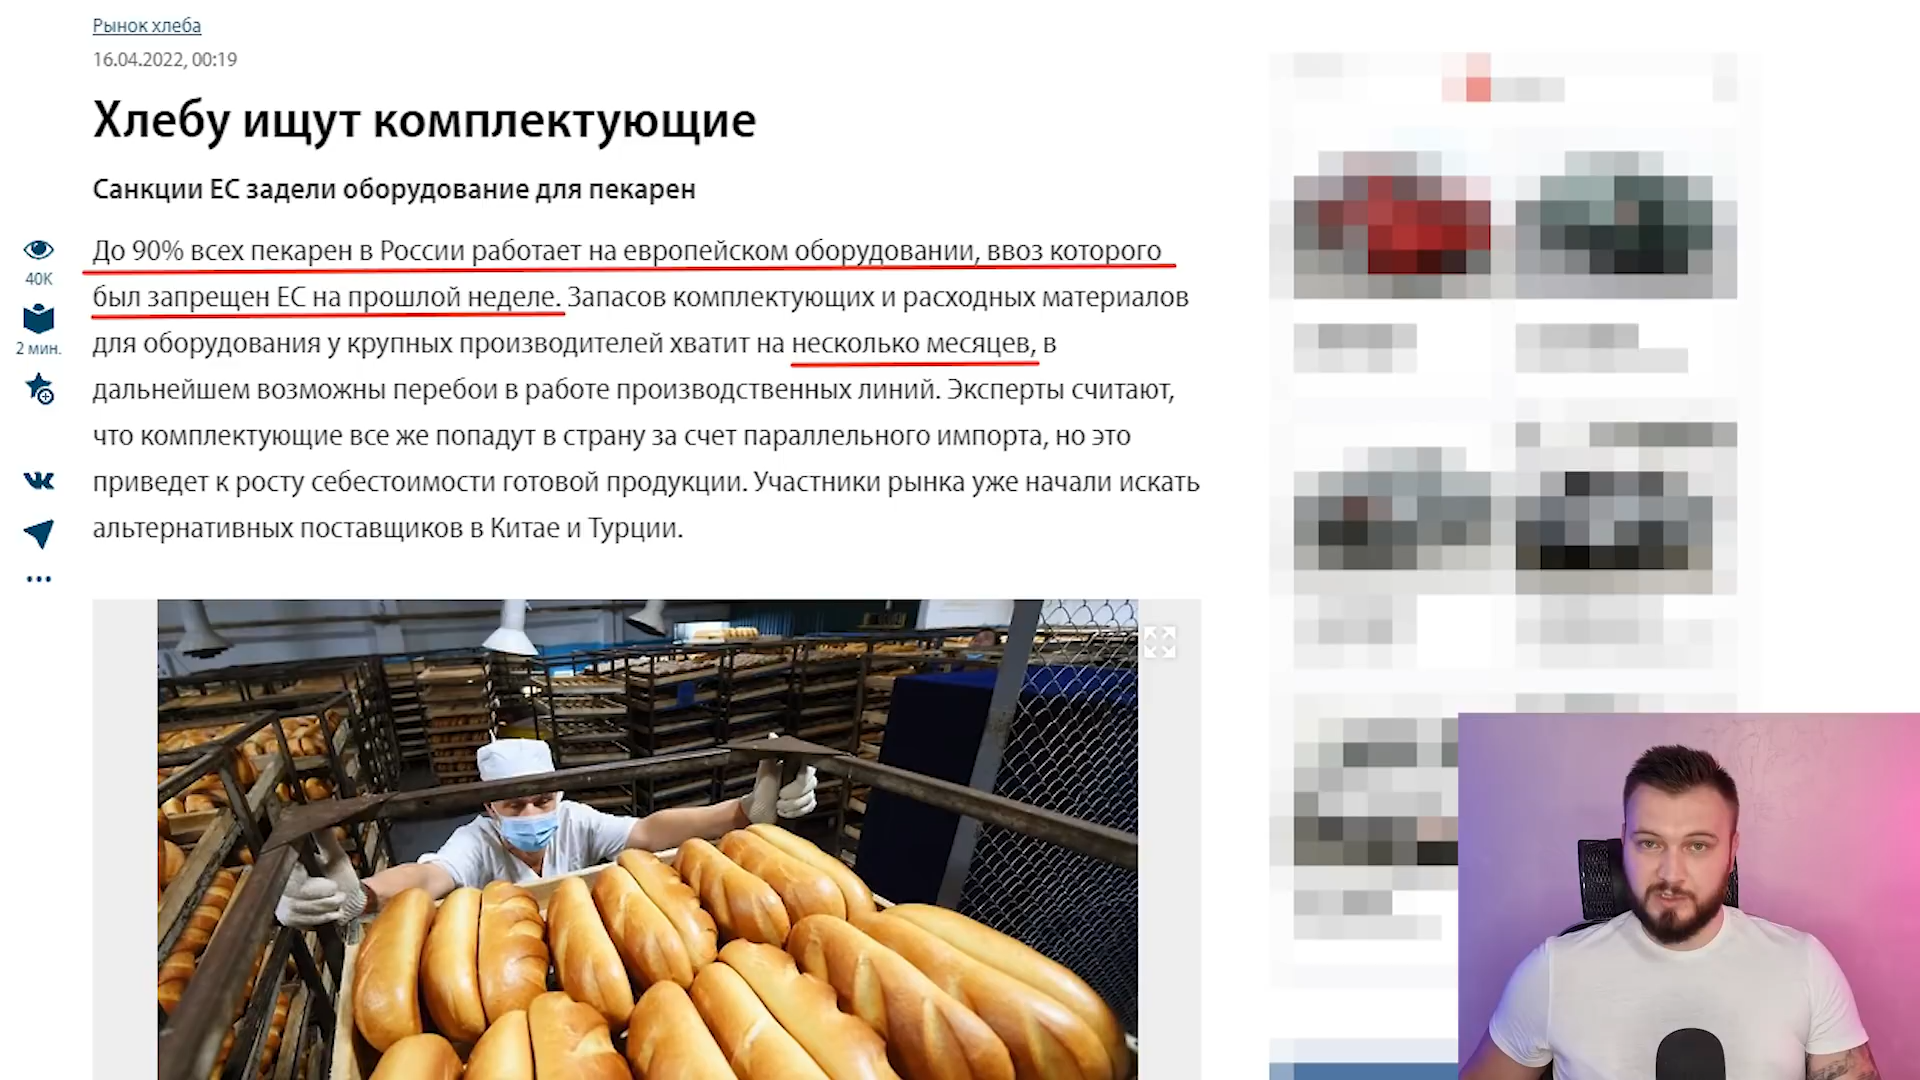 Рынок хлеба
16.04.2022, 00:19
Хлебу ищут комплектующие
Санкции ЕС задели оборудование для пекарен
До 90% всех пекарен в России работает на европейском оборудовании, ввоз которого
был запрещен ЕС на прошлой неделе. Запасов комплектующих и расходных материалов
для оборудования у крупных производителей хватит на несколько месяцев, в
дальнейшем возможны перебои в работе производственных линий. Эксперты считают,
что комплектующие все же попадут в страну за счет параллельного импорта, но это
приведет к росту себестоимости готовой продукции. Участники рынка уже начали искать
альтернативных поставщиков в Китае и Турции.
40K
2 мин.